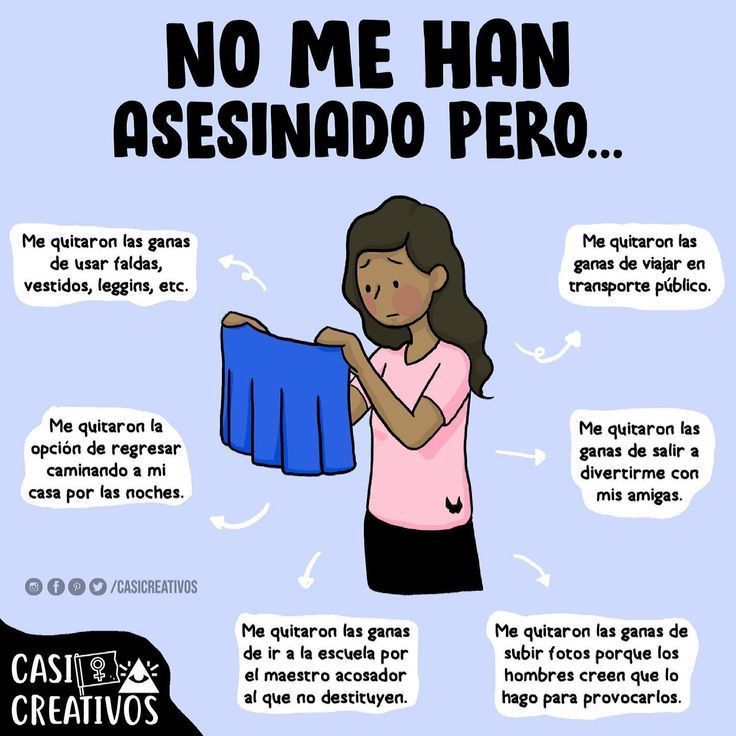 NO ME HAN
ASESINADO PERO...
Me quitaron las ganas
de usar faldas,
vestidos, leggins, etc.
Me quitaron las
ganas de viajar en
transporte público.
Me quitaron la
opción de regresar
caminando a mi
casa por las noches.
Me quitaron las
ganas de salir a
divertirme con
mis amigas.
/CASICREATIVOS
Me quitaron las ganas
de ir a la escuela por
el maestro acosador
al que no destituyen.
Me quitaron las ganas de
subir fotos porque los
hombres creen que lo
hago para provocarlos.
CASI
CREATIVOS